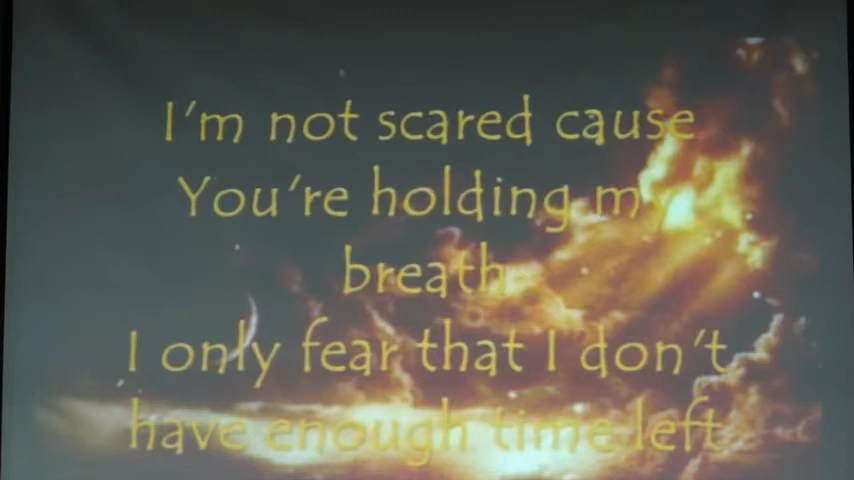 I'm not scared cause
You're holding my
breath
I only fear that I don't
have enough time left